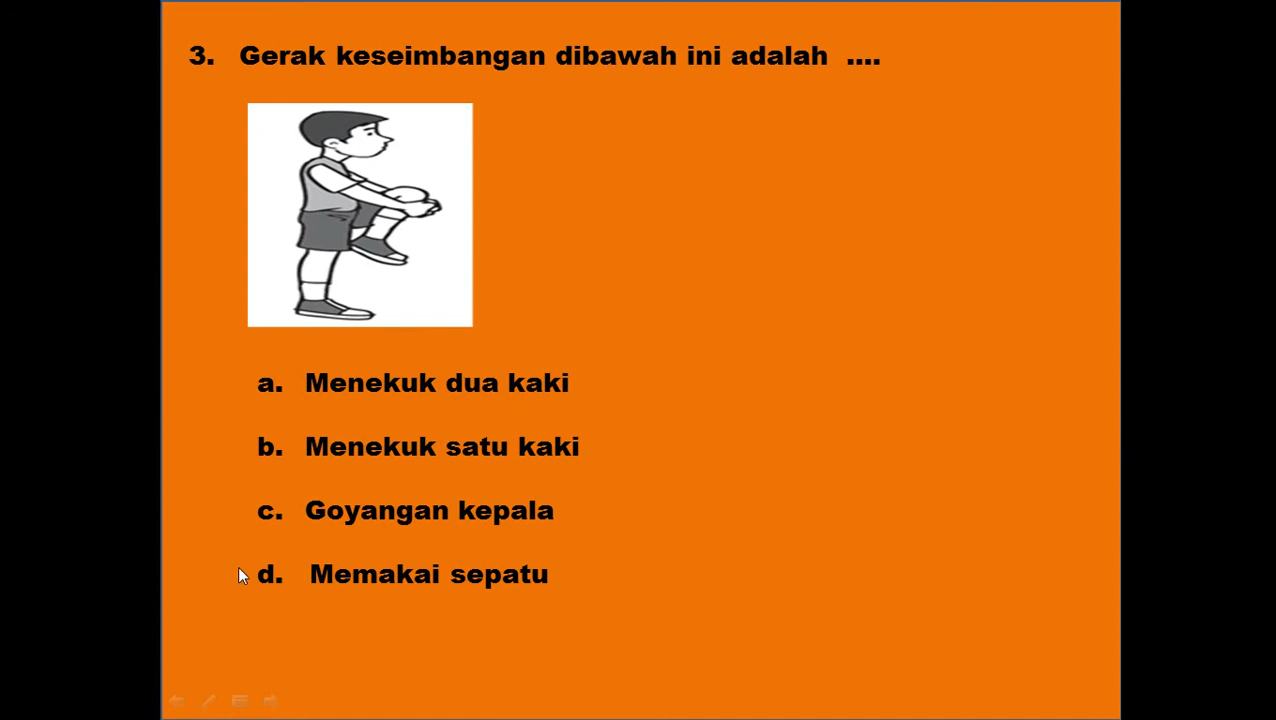 3. Gerak keseimbangan dibawah ini adalah ....
a. Menekuk dua kaki
b. Menekuk satu kaki
c. Goyangan kepala
d. Memakai sepatu